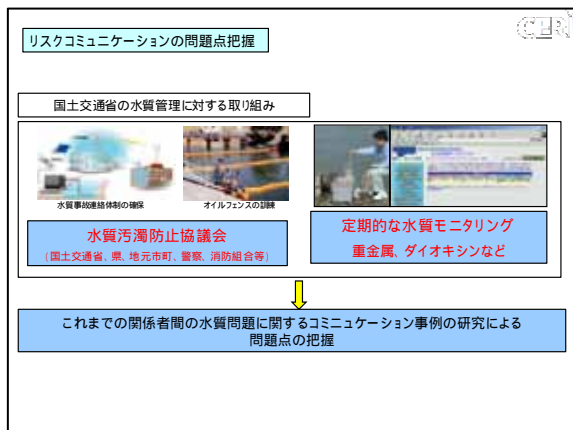 リスクコミュニケーションの問題点把握
CERI
国土交通省の水質管理に対する取り組み
水質事故連絡体制の確保
オイルフェンスの訓練
水質汚濁防止協議会
(国土交通省、県、地元市町、警察、消防組合等)
定期的な水質モニタリング
重金属、ダイオキシンなど
これまでの関係者間の水質問題に関するコミニュケーション事例の研究による
問題点の把握